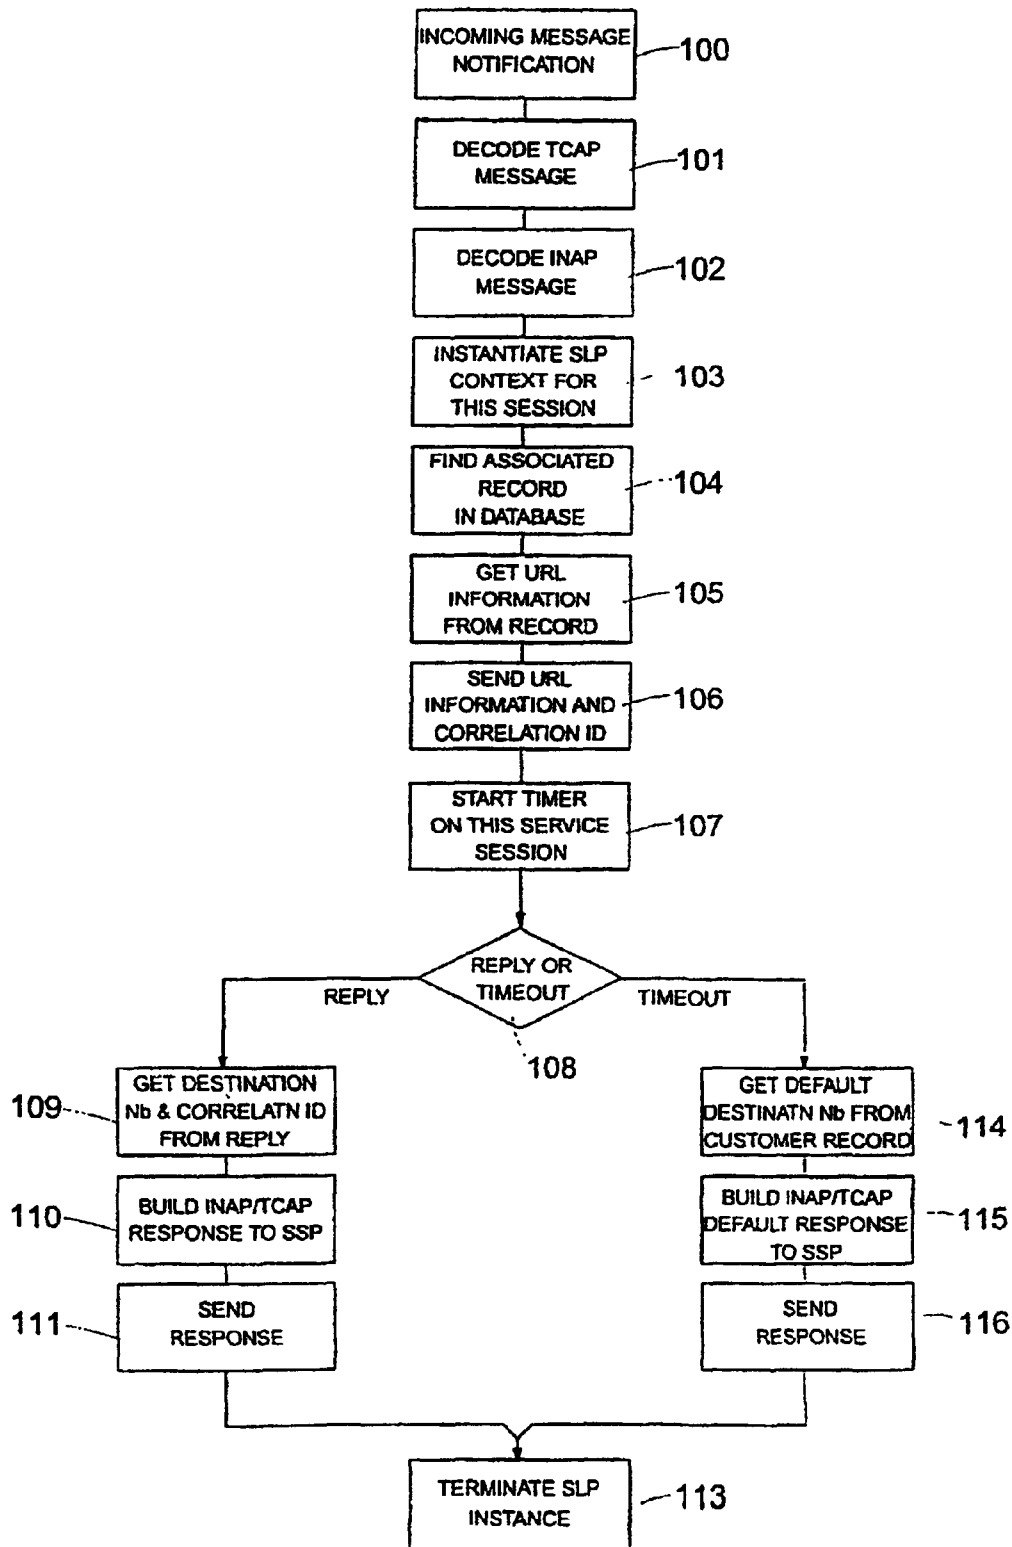 INCOMING MESSAGE
NOTIFICATION
100
DECODE TCAP
MESSAGE
101
DECODE INAP
MESSAGE
102
INSTANTIATE SLP
CONTEXT FOR
THIS SESSION
103
FIND ASSOCIATED
RECORD
IN DATABASE
104
GET URL
INFORMATION
FROM RECORD
105
SEND URL
INFORMATION AND
CORRELATION ID
106
START TIMER
ON THIS SERVICE
SESSION
107
REPLY OR
TIMEOUT
REPLY
TIMEOUT
108
GET DESTINATION
Nb & CORRELATN ID
FROM REPLY
109
BUILD INAP/TCAP
RESPONSE TO SSP
110
SEND
RESPONSE
111
GET DEFAULT
DESTINATN Nb FROM
CUSTOMER RECORD
114
BUILD INAP/TCAP
DEFAULT RESPONSE
TO SSP
115
SEND
RESPONSE
116
TERMINATE SLP
INSTANCE
113